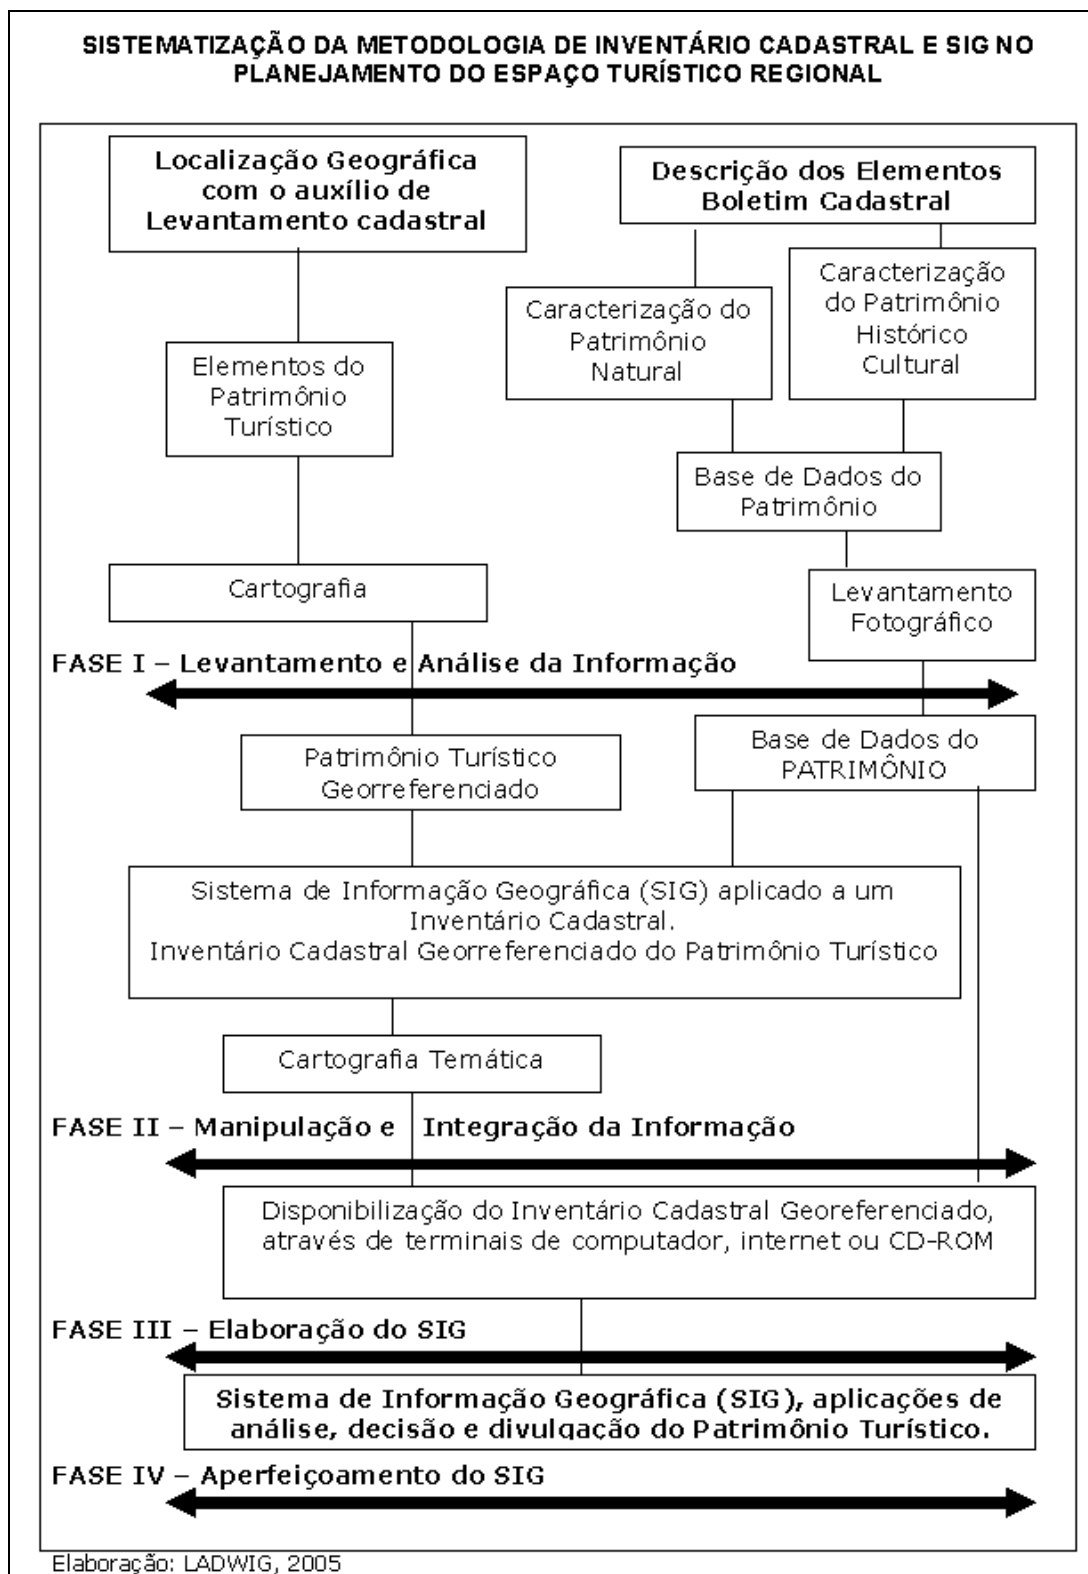 SISTEMATIZAÇÃO DA METODOLOGIA DE INVENTÁRIO CADASTRAL E SIG NO
PLANEJAMENTO DO ESPAÇO TURÍSTICO REGIONAL
Localização Geográfica
com o auxílio de
Levantamento cadastral
Descrição dos Elementos
Boletim Cadastral
Caracterização do
Patrimônio
Natural
Caracterização
do Patrimônio
Histórico
Cultural
Elementos do
Patrimônio
Turístico
Base de Dados do
Patrimônio
Cartografia
Levantamento
Fotográfico
FASE I – Levantamento e Análise da Informação
Patrimônio Turístico
Georreferenciado
Base de Dados do
PATRIMÔNIO
Sistema de Informação Geográfica (SIG) aplicado a um
Inventário Cadastral.
Inventário Cadastral Georreferenciado do Patrimônio Turístico
Cartografia Temática
FASE II – Manipulação e Integração da Informação
Disponibilização do Inventário Cadastral Georeferenciado,
através de terminais de computador, internet ou CD-ROM
FASE III – Elaboração do SIG
Sistema de Informação Geográfica (SIG), aplicações de
análise, decisão e divulgação do Patrimônio Turístico.
FASE IV – Aperfeiçoamento do SIG
Elaboração: LADWIG, 2005